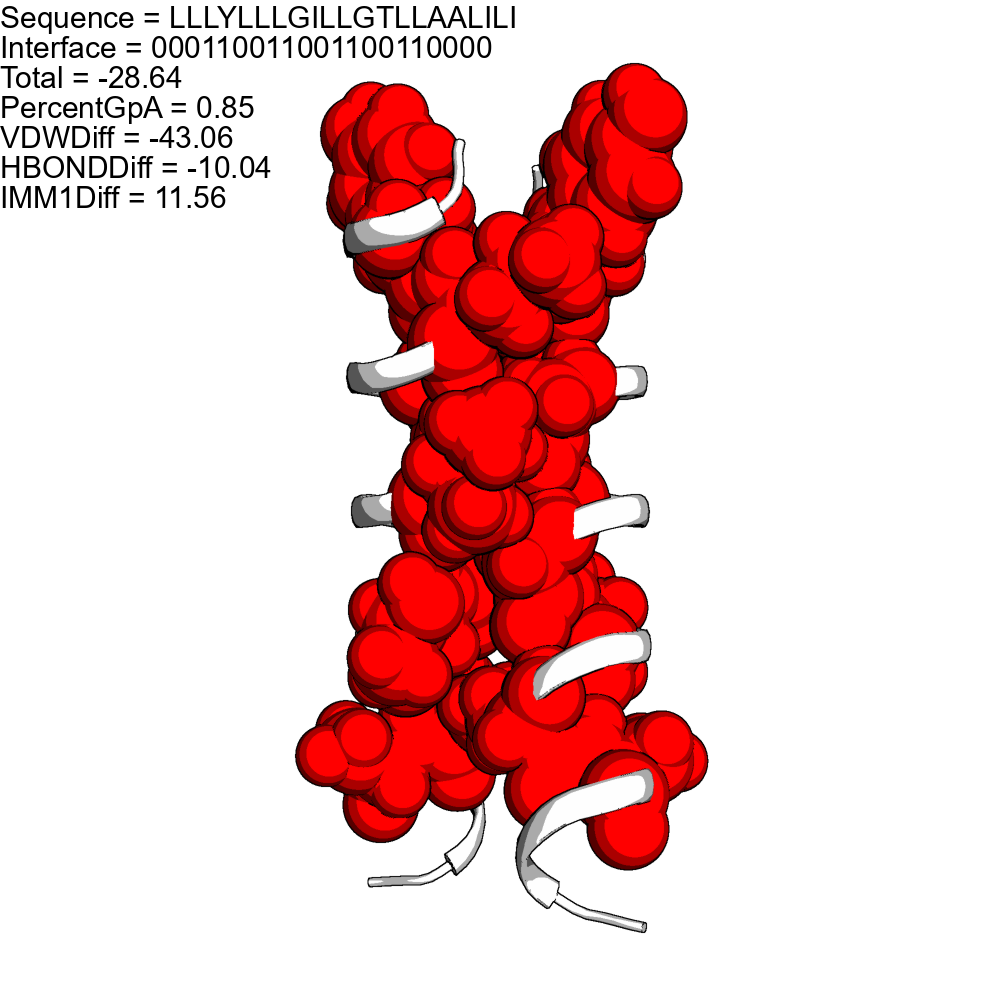 Sequence = LLLYLLLGILLGTLLAALILI
Interface = 000110011001100110000
Total = -28.64
PercentGpA = 0.85
VDWDiff = -43.06
HBONDDiff = -10.04
IMM1Diff = 11.56